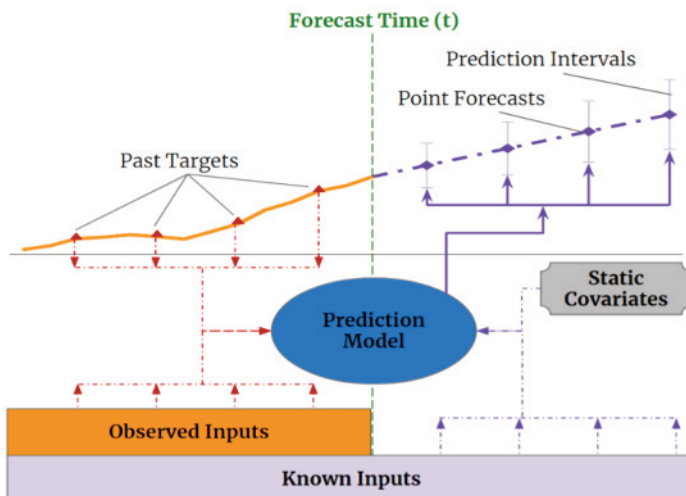 Forecast Time (t)
Prediction Intervals
Point Forecasts
Past Targets
Static
Covariates
Prediction
Model
Observed Inputs
Known Inputs